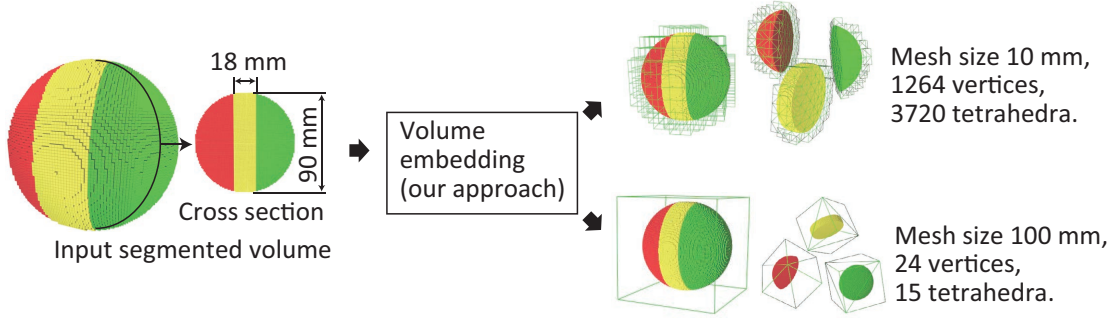 18 mm
90 mm
Cross section
Input segmented volume
Volume
embedding
(our approach)
Mesh size 10 mm,
1264 vertices,
3720 tetrahedra.
Mesh size 100 mm,
24 vertices,
15 tetrahedra.